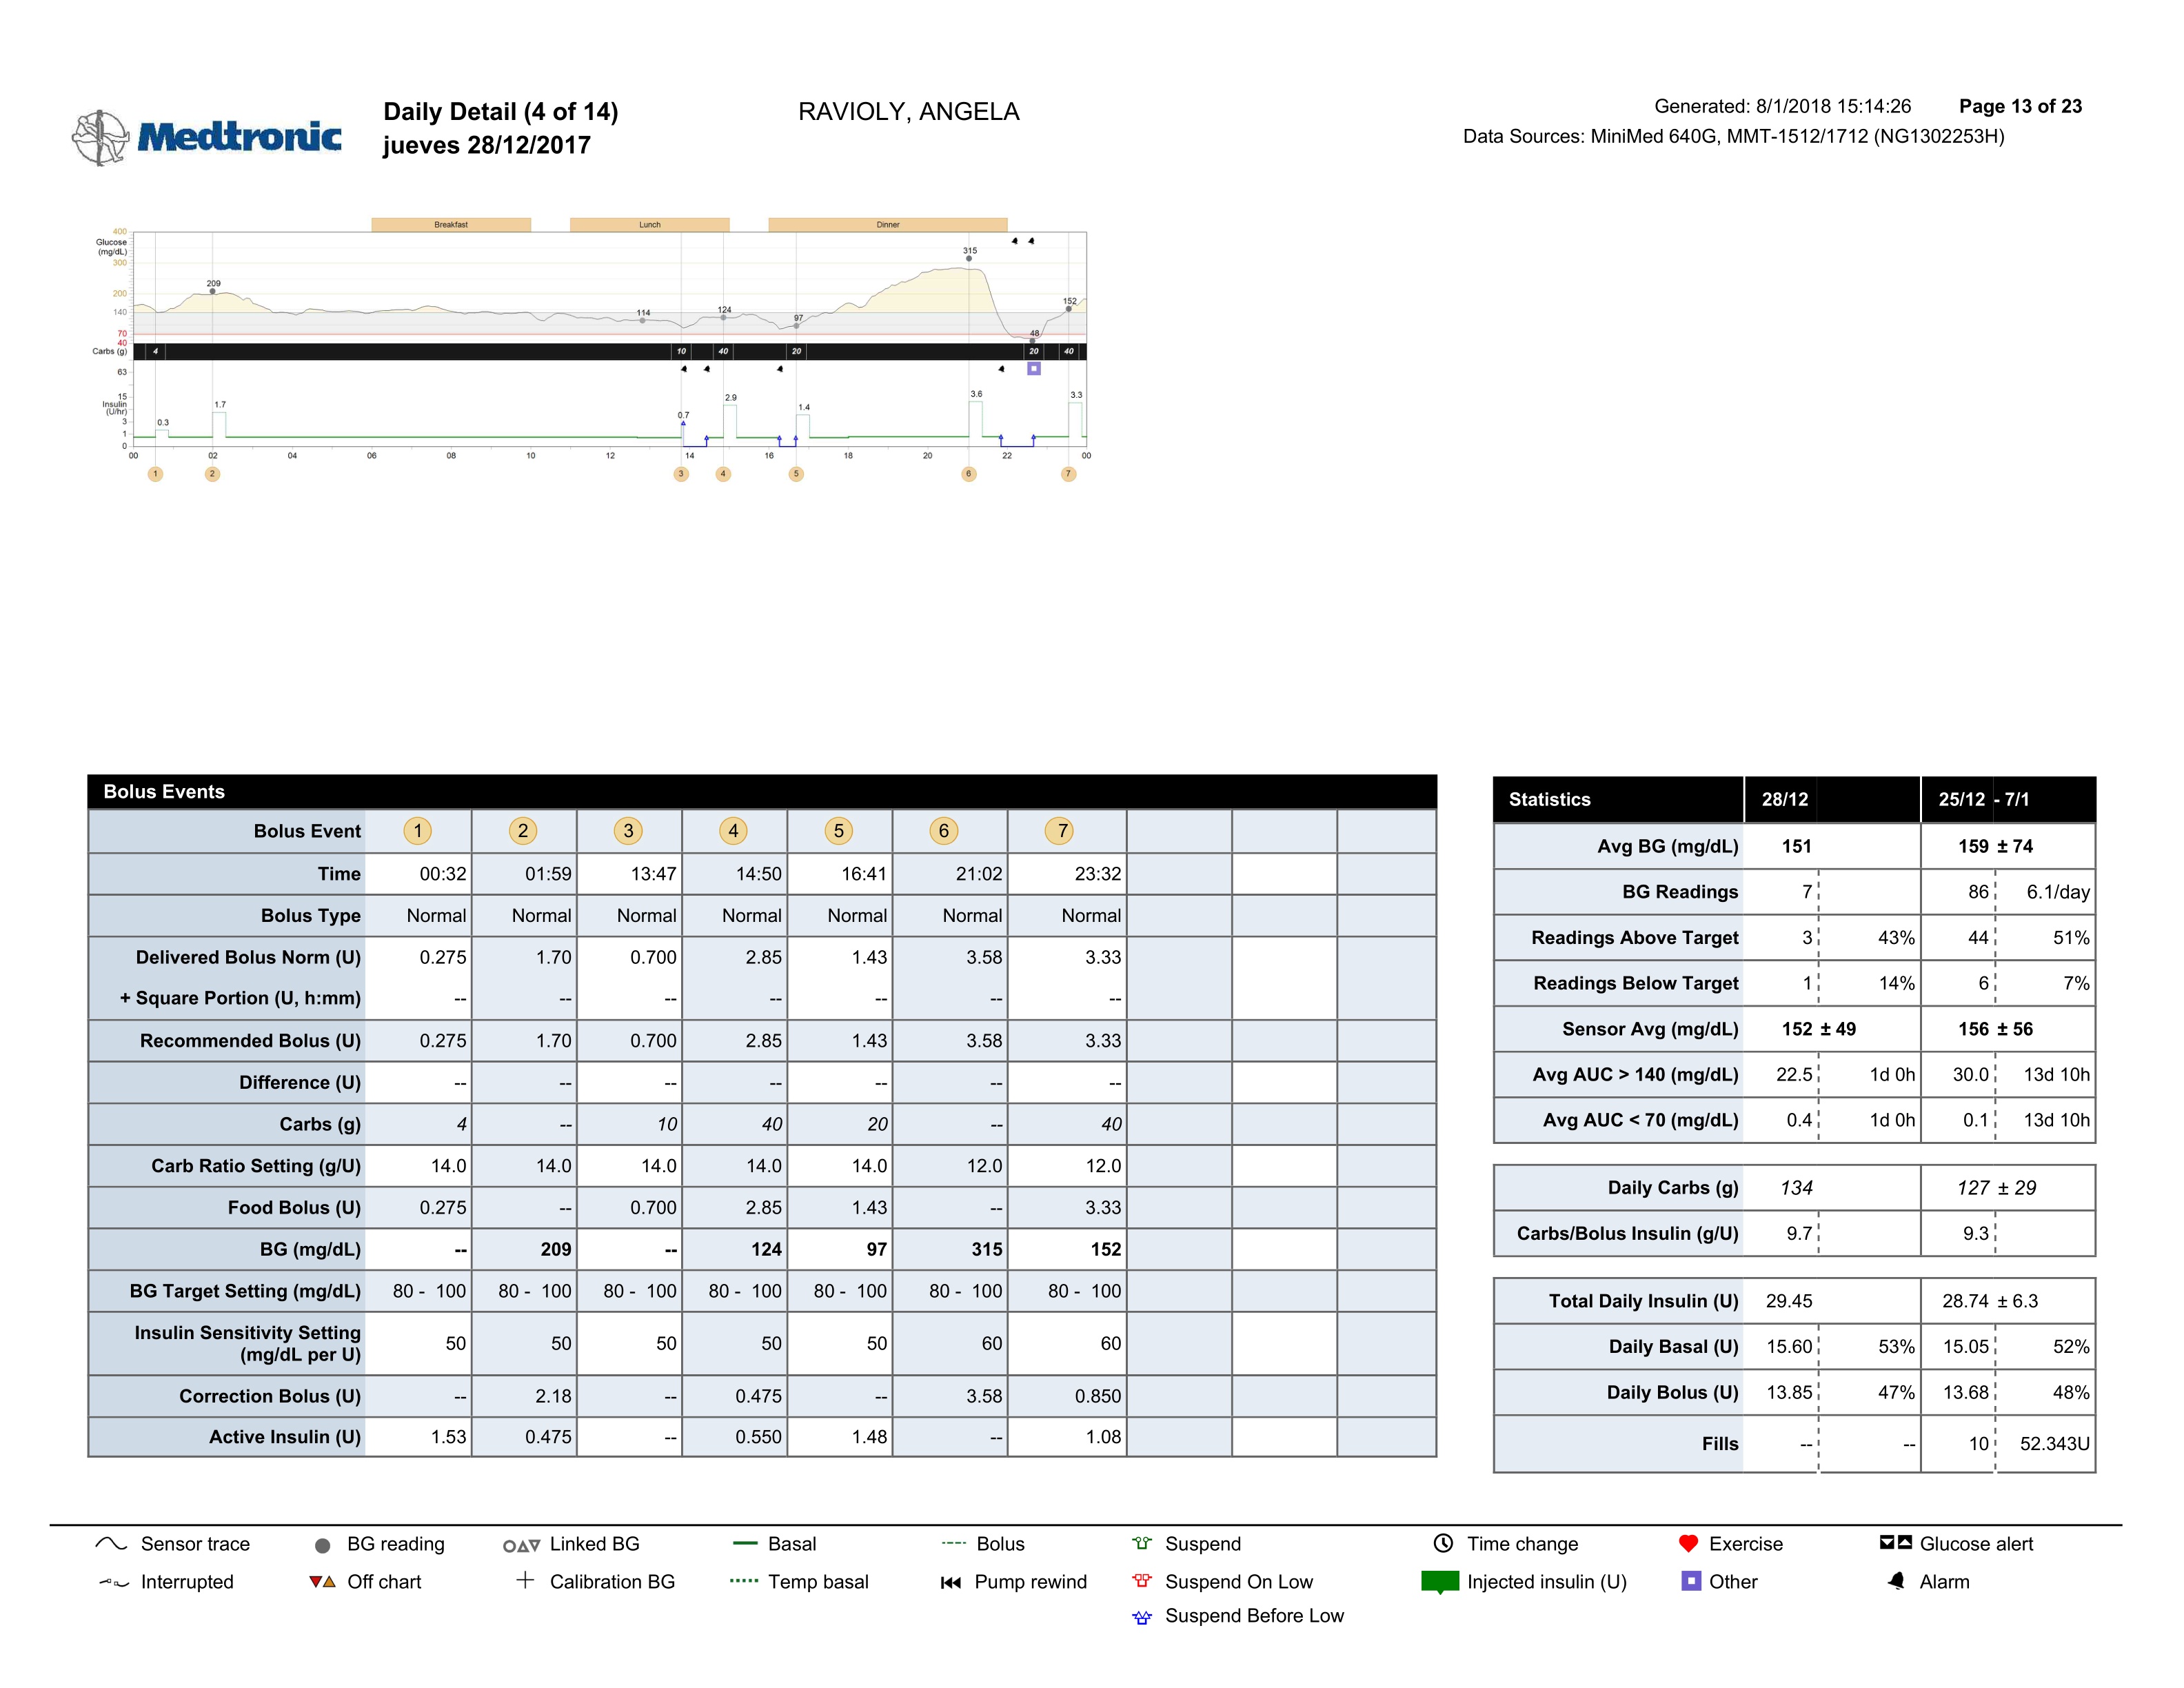 Medtronic
Daily Detail (4 of 14)
jueves 28/12/2017
RAVIOLY, ANGELA
Generated: 8/1/2018 15:14:26 Page 13 of 23
Data Sources: MiniMed 640G, MMT-1512/1712 (NG1302253H)
Breakfast Lunch Dinner
400
Glucose
(mg/dL)
300
200
140
70
40
209 114 124 97 315 48 152
Carbs (g) 4 10 40 20 20 40
63
15
Insulin
(U/hr)
3
1
0
0.3 1.7 0.7 2.9 1.4 3.6 3.3
00 02 04 06 08 10 12 14 16 18 20 22 00
1 2 3 4 5 6 7
Bolus Events
Bolus Event 1 2 3 4 5 6 7
Time 00:32 01:59 13:47 14:50 16:41 21:02 23:32
Bolus Type Normal Normal Normal Normal Normal Normal Normal
Delivered Bolus Norm (U) 0.275 1.70 0.700 2.85 1.43 3.58 3.33
+ Square Portion (U, h:mm) -- -- -- -- -- -- --
Recommended Bolus (U) 0.275 1.70 0.700 2.85 1.43 3.58 3.33
Difference (U) -- -- -- -- -- -- --
Carbs (g) 4 -- 10 40 20 -- 40
Carb Ratio Setting (g/U) 14.0 14.0 14.0 14.0 14.0 12.0 12.0
Food Bolus (U) 0.275 -- 0.700 2.85 1.43 -- 3.33
BG (mg/dL) -- 209 -- 124 97 315 152
BG Target Setting (mg/dL) 80 - 100 80 - 100 80 - 100 80 - 100 80 - 100 80 - 100 80 - 100
Insulin Sensitivity Setting
(mg/dL per U) 50 50 50 50 50 60 60
Correction Bolus (U) -- 2.18 -- 0.475 -- 3.58 0.850
Active Insulin (U) 1.53 0.475 -- 0.550 1.48 -- 1.08
Statistics 28/12 25/12 - 7/1
Avg BG (mg/dL) 151 159 ± 74
BG Readings 7 86 6.1/day
Readings Above Target 3 43% 44 51%
Readings Below Target 1 14% 6 7%
Sensor Avg (mg/dL) 152 ± 49 156 ± 56
Avg AUC > 140 (mg/dL) 22.5 1d 0h 30.0 13d 10h
Avg AUC < 70 (mg/dL) 0.4 1d 0h 0.1 13d 10h
Daily Carbs (g) 134 127 ± 29
Carbs/Bolus Insulin (g/U) 9.7 9.3
Total Daily Insulin (U) 29.45 28.74 ± 6.3
Daily Basal (U) 15.60 53% 15.05 52%
Daily Bolus (U) 13.85 47% 13.68 48%
Fills -- -- 10 52.343U
Sensor trace BG reading Linked BG Basal Bolus Suspend Time change Exercise Glucose alert
Interrupted Off chart Calibration BG Temp basal Pump rewind Suspend On Low Injected insulin (U) Other Alarm
Suspend Before Low